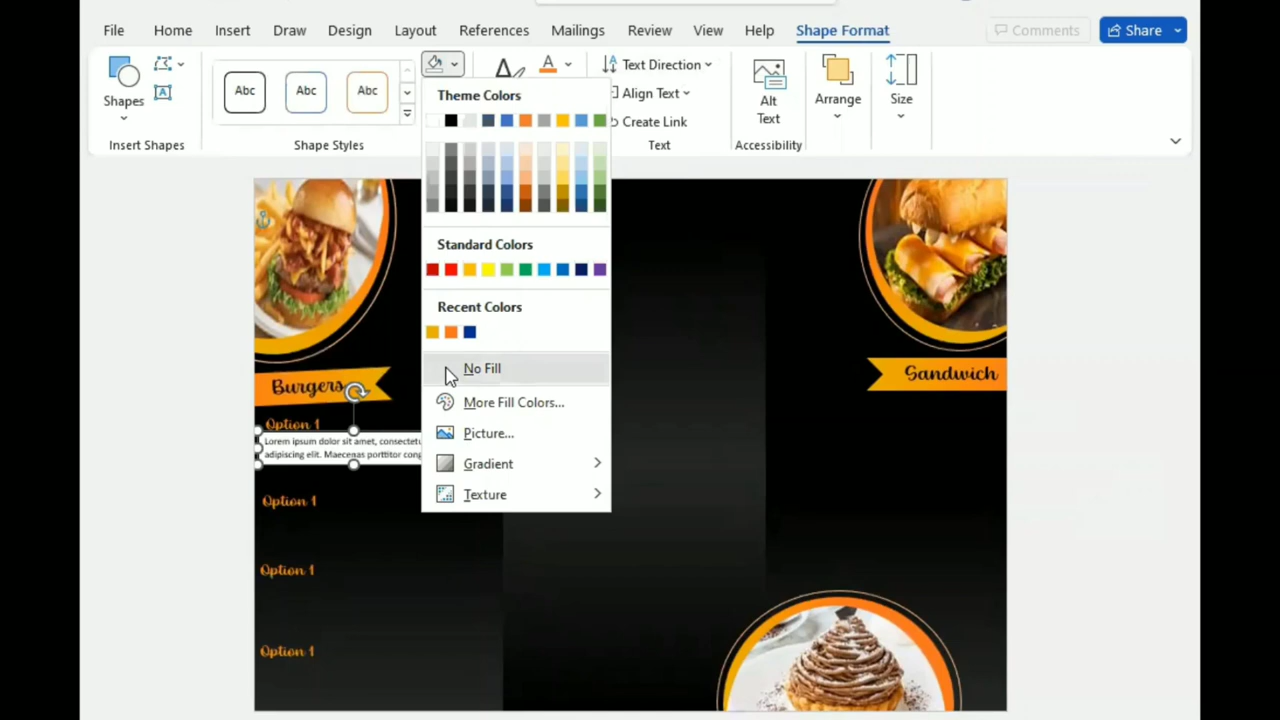 File Home Insert Draw Design Layout References Mailings Review View Help Shape Format Comments Share
Shapes
Abc Abc Abc
Text Direction
Align Text
Create Link
Alt
Text
Arrange
Size
Insert Shapes
Shape Styles
Text
Accessibility
Theme Colors
Standard Colors
Recent Colors
No Fill
More Fill Colors...
Picture...
Gradient
Texture
Burgers
Sandwich
Option 1
Lorem ipsum dolor sit amet,
adipiscing elit. Maecenas porttitor
Option 1
Option 1
Option 1